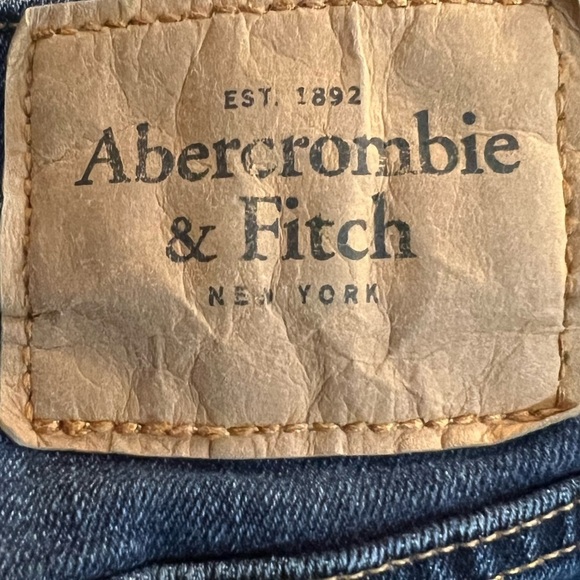 EST. 1892
Abercrombie
& Fitch
NEW YORK